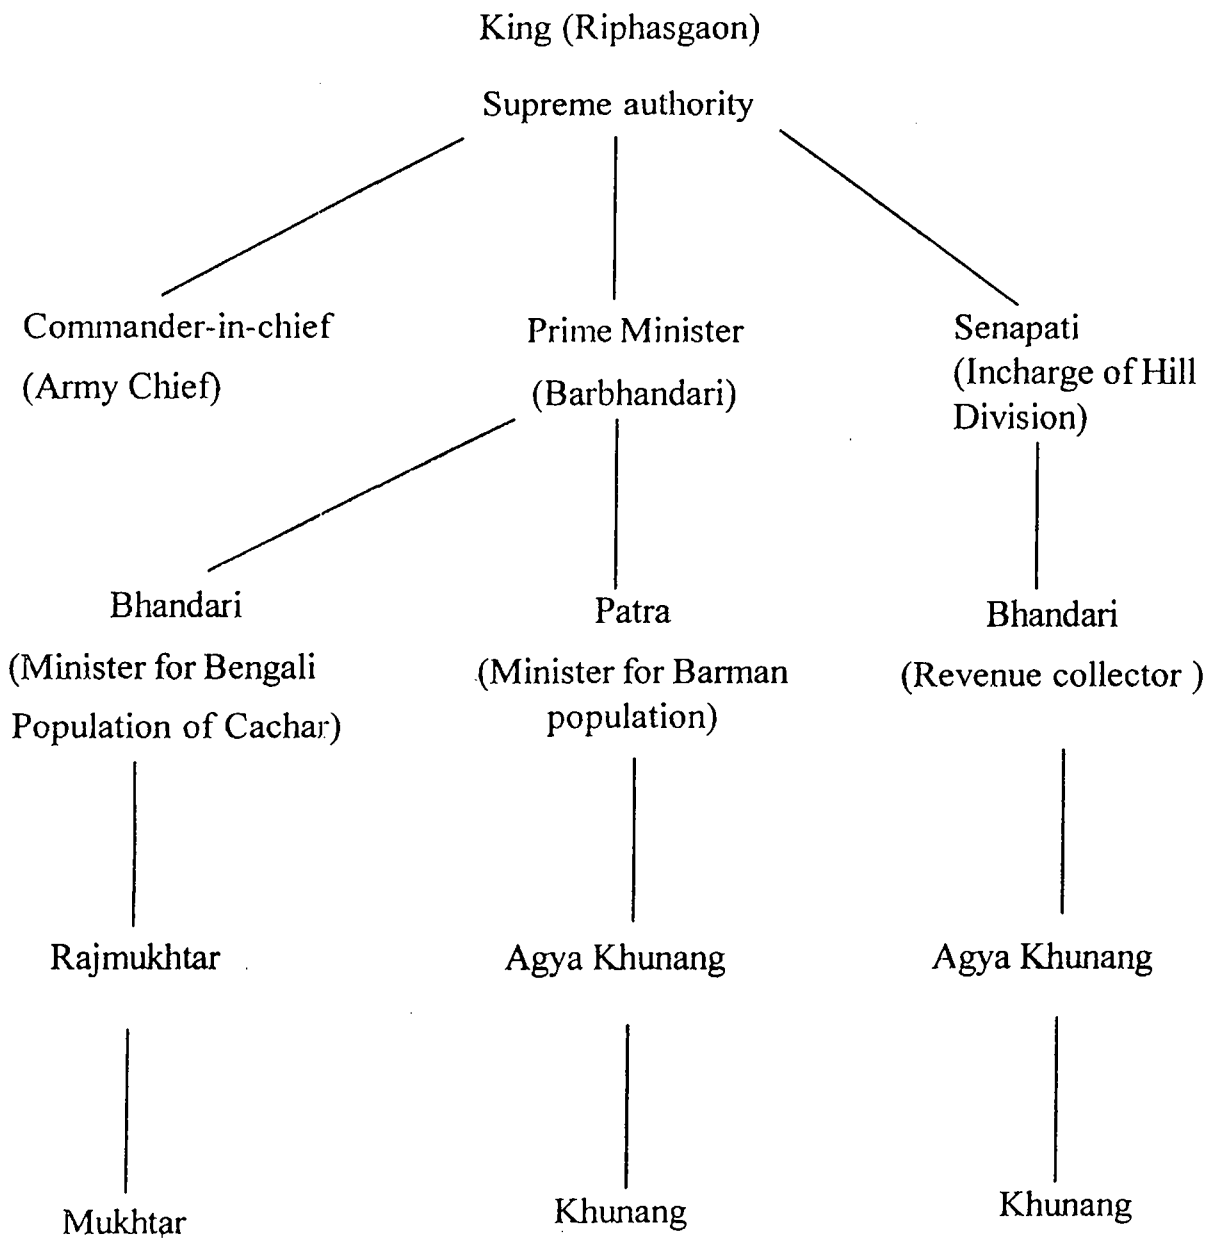 King (Riphasgaon)
Supreme authority
Commander-in-chief
(Army Chief)
Prime Minister
(Barbhandari)
Senapati
(Incharge of Hill
Division)
Bhandari
(Minister for Bengali
Population of Cachar)
Patra
(Minister for Barman
population)
Bhandari
(Revenue collector )
Rajmukhtar
Agya Khunang
Agya Khunang
Mukhtar
Khunang
Khunang